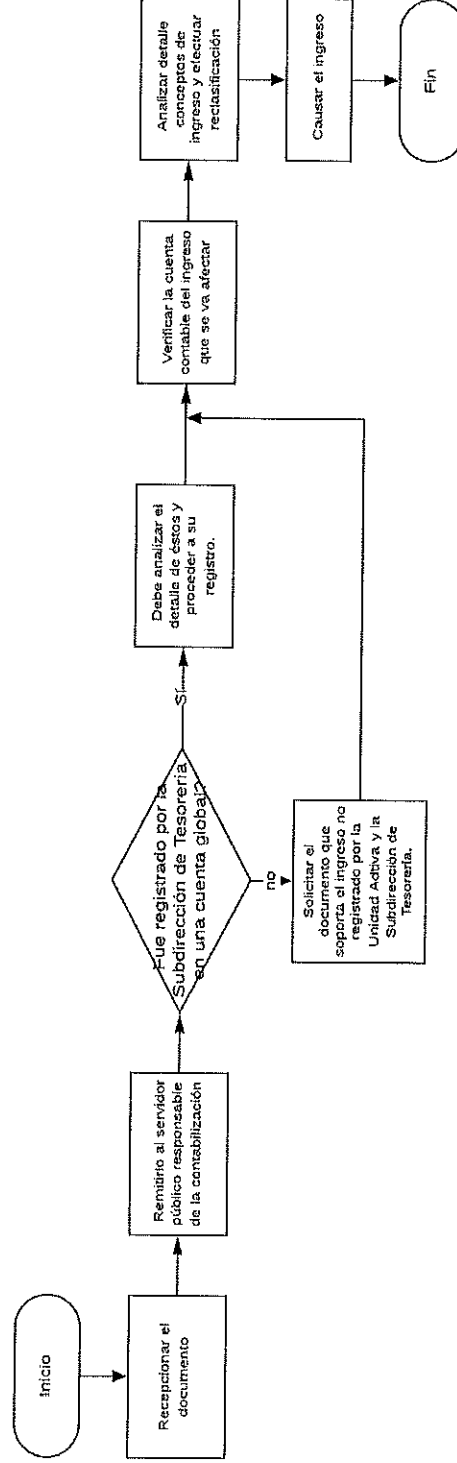 Inicio
Recepcionar el
documento
Remitirlo al servidor
público responsable
de la contabilización
Fue registrado por la
Subdirección de Tesorería
en una cuenta global?
Sí
no
Debe analizar el
detalle de éstos y
proceder a su
registro.
Solicitar el
documento que
soporta el ingreso no
registrado por la
Unidad Adtiva y la
Subdirección de
Tesorería.
Verificar la cuenta
contable del ingreso
que se va afectar
Analizar detalle
conceptos de
ingreso y efectuar
reclasificación
Causar el ingreso
Fin